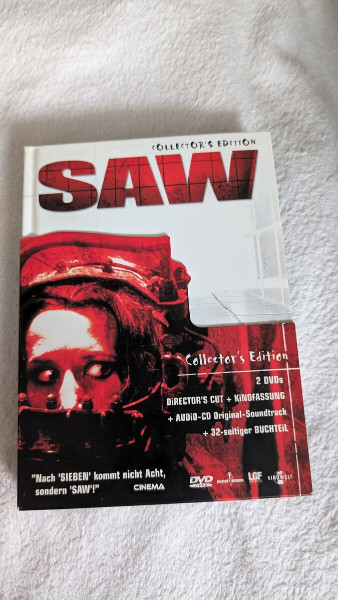 COLLECTOR'S EDITION
SAW
Collector's Edition
2 DVDs
DIRECTOR'S CUT + KINOFASSUNG
+ AUDIO-CD Original-Soundtrack
+ 32-seitiger BUCHTEIL
"Nach 'SIEBEN' kommt nicht Acht,
sondern 'SAW'!" CINEMA
DVD LGF KINOWELT